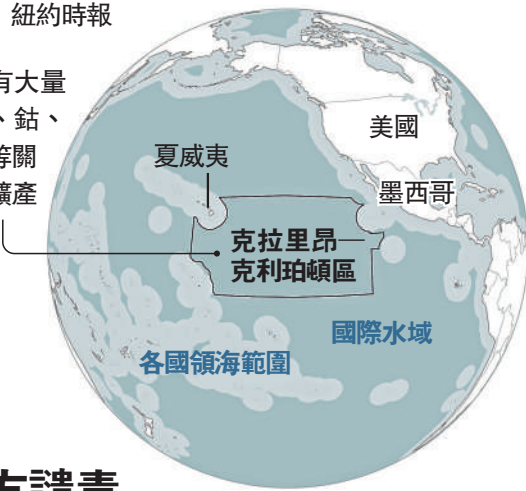 紐約時報
有大量
、鈷、
等關
礦產
夏威夷
美國
墨西哥
克拉里昂—
克利珀頓區
國際水域
各國領海範圍